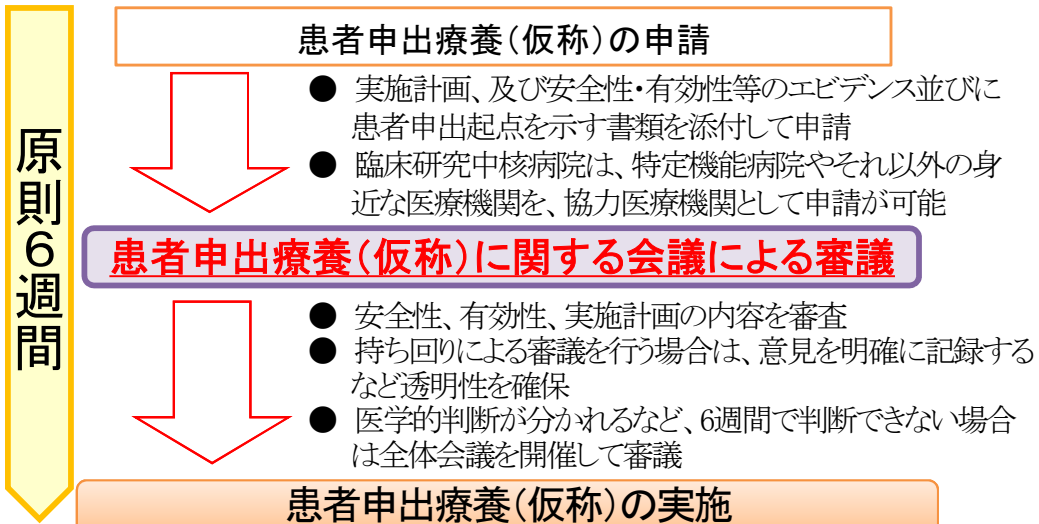 原則6週間
患者申出療養(仮称)の申請
● 実施計画、及び安全性・有効性等のエビデンス並びに
患者申出起点を示す書類を添付して申請
● 臨床研究中核病院は、特定機能病院やそれ以外の身
近な医療機関を、協力医療機関として申請が可能
患者申出療養(仮称)に関する会議による審議
● 安全性、有効性、実施計画の内容を審査
● 持ち回りによる審議を行う場合は、意見を明確に記録する
など透明性を確保
● 医学的判断が分かれるなど、6週間で判断できない場合
は全体会議を開催して審議
患者申出療養(仮称)の実施